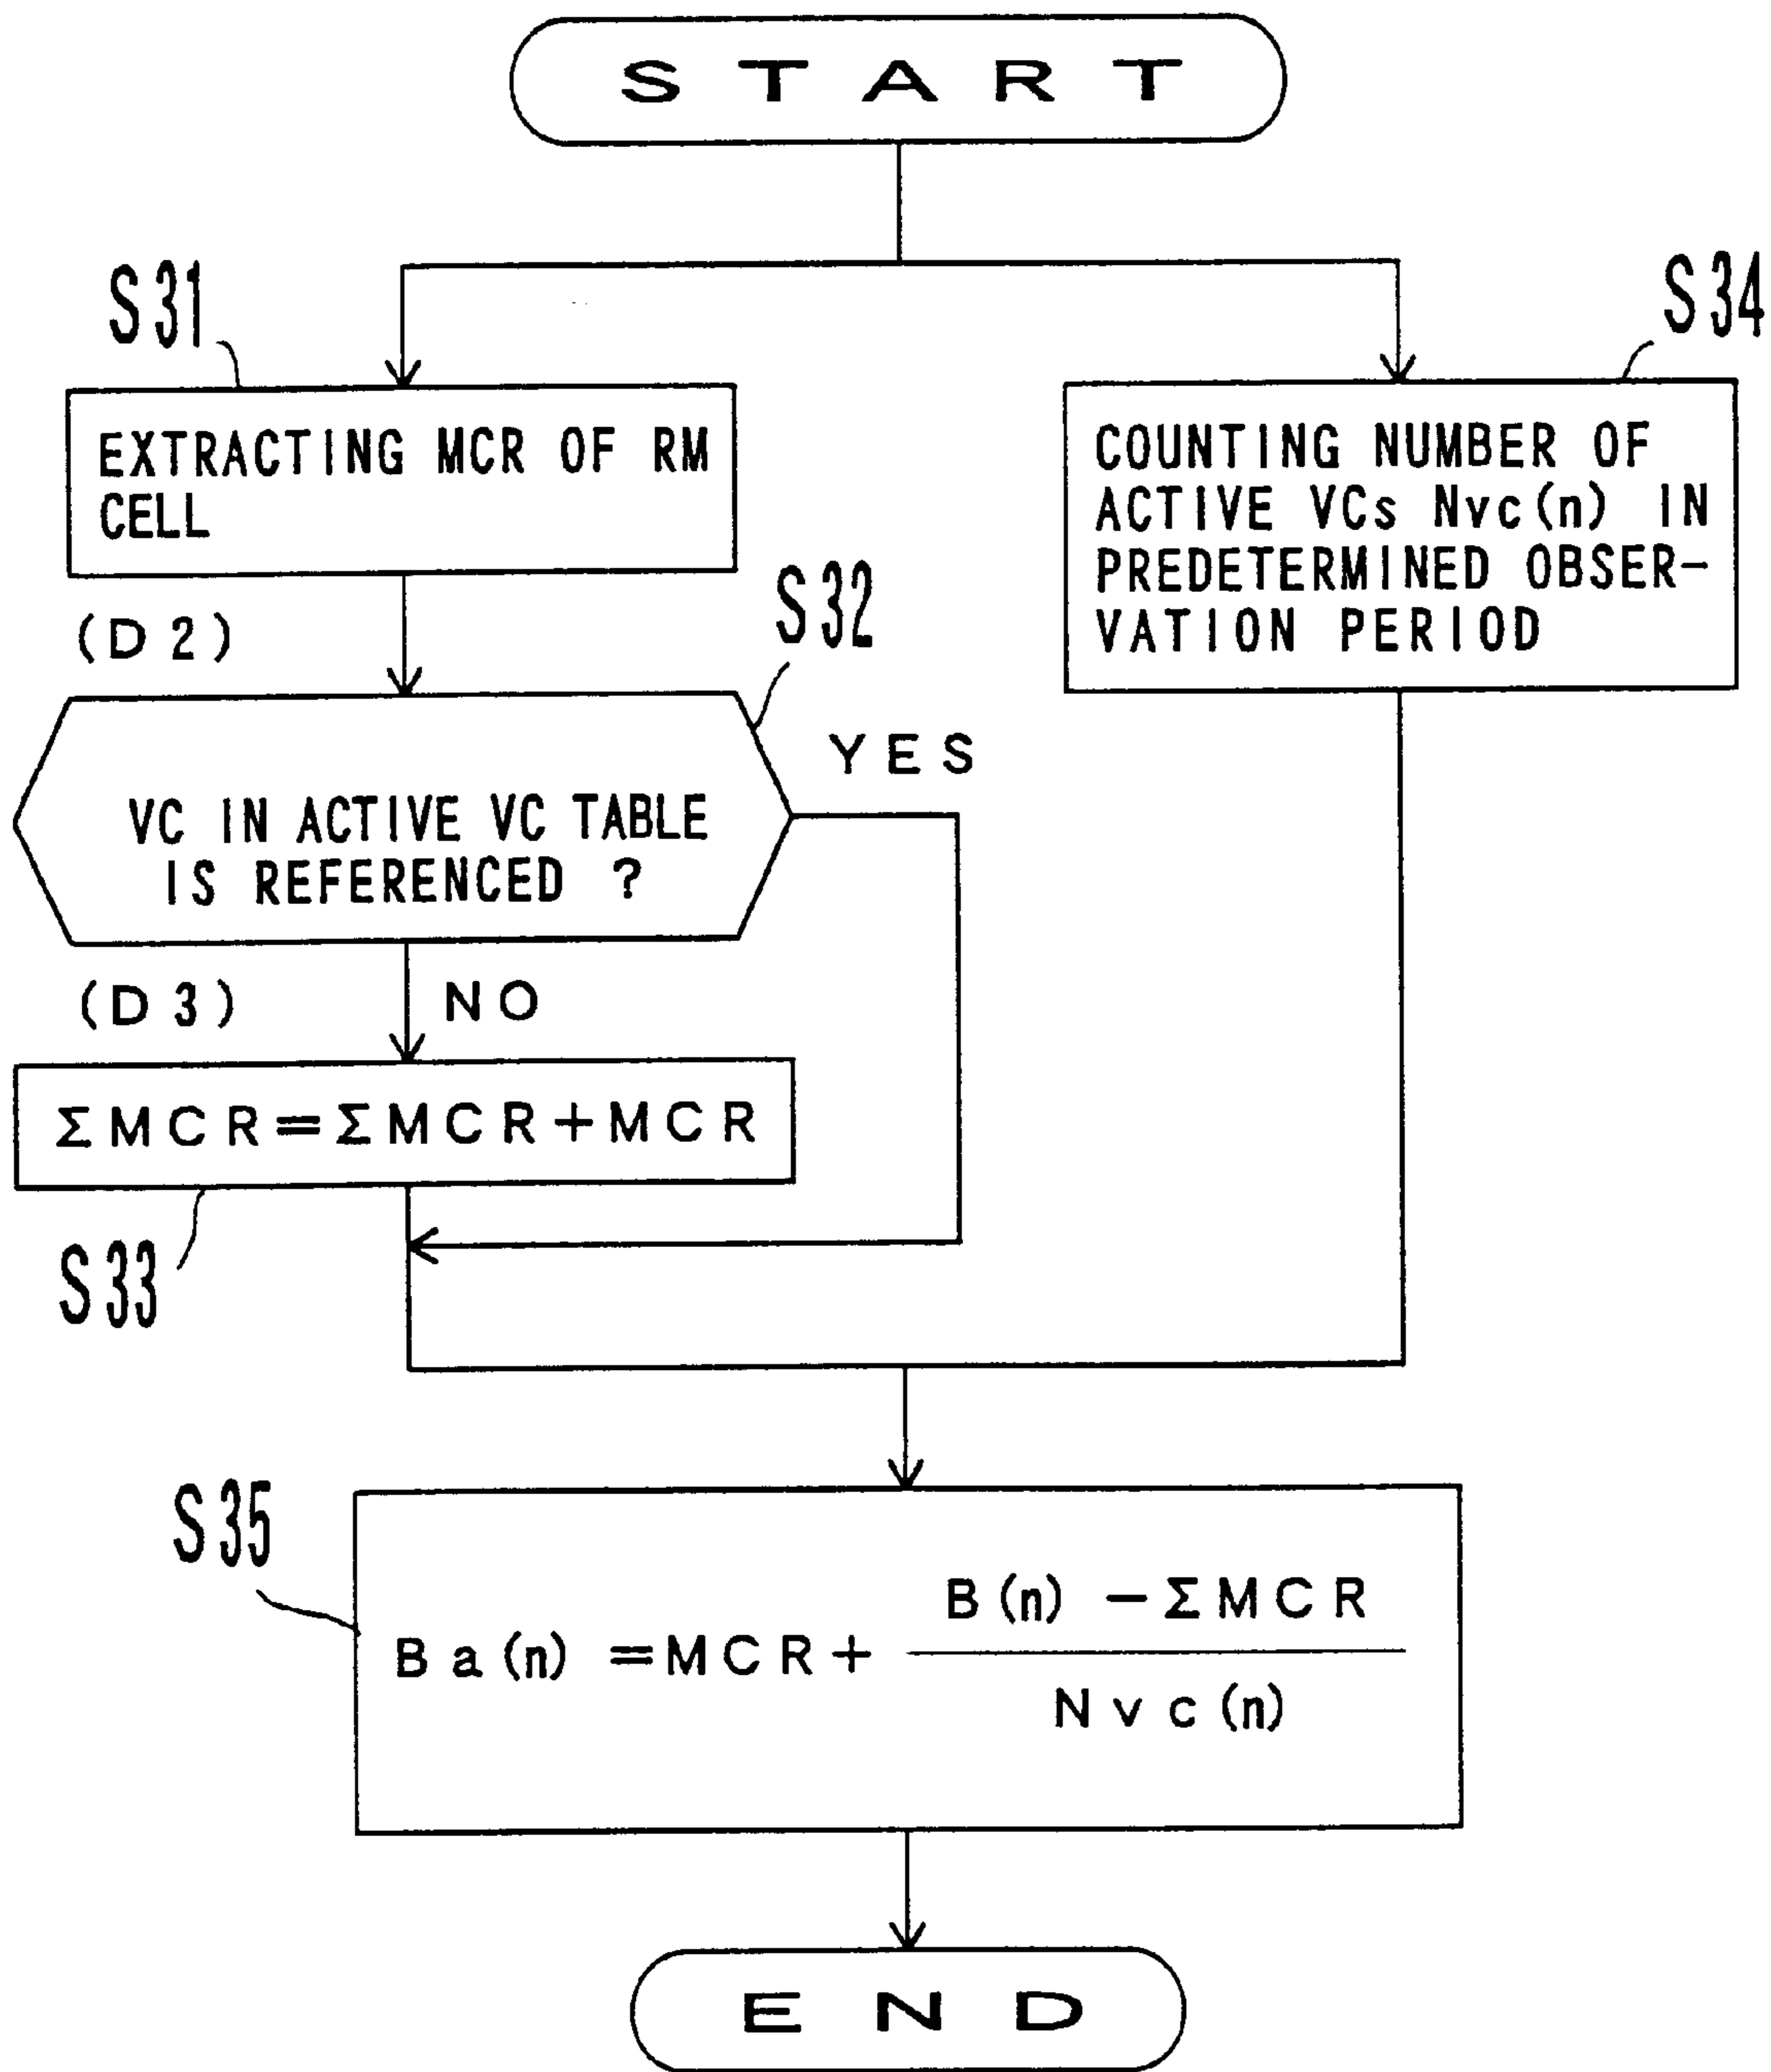 START
S31
S34
EXTRACTING MCR OF RM
CELL
COUNTING NUMBER OF
ACTIVE VCs Nvc(n) IN
PREDETERMINED OBSER-
VATION PERIOD
(D2)
S32
YES
VC IN ACTIVE VC TABLE
IS REFERENCED ?
(D3)
NO
ΣMCR=ΣMCR+MCR
S33
S35
B(n) -ΣMCR
Ba(n) =MCR+
Nvc(n)
END